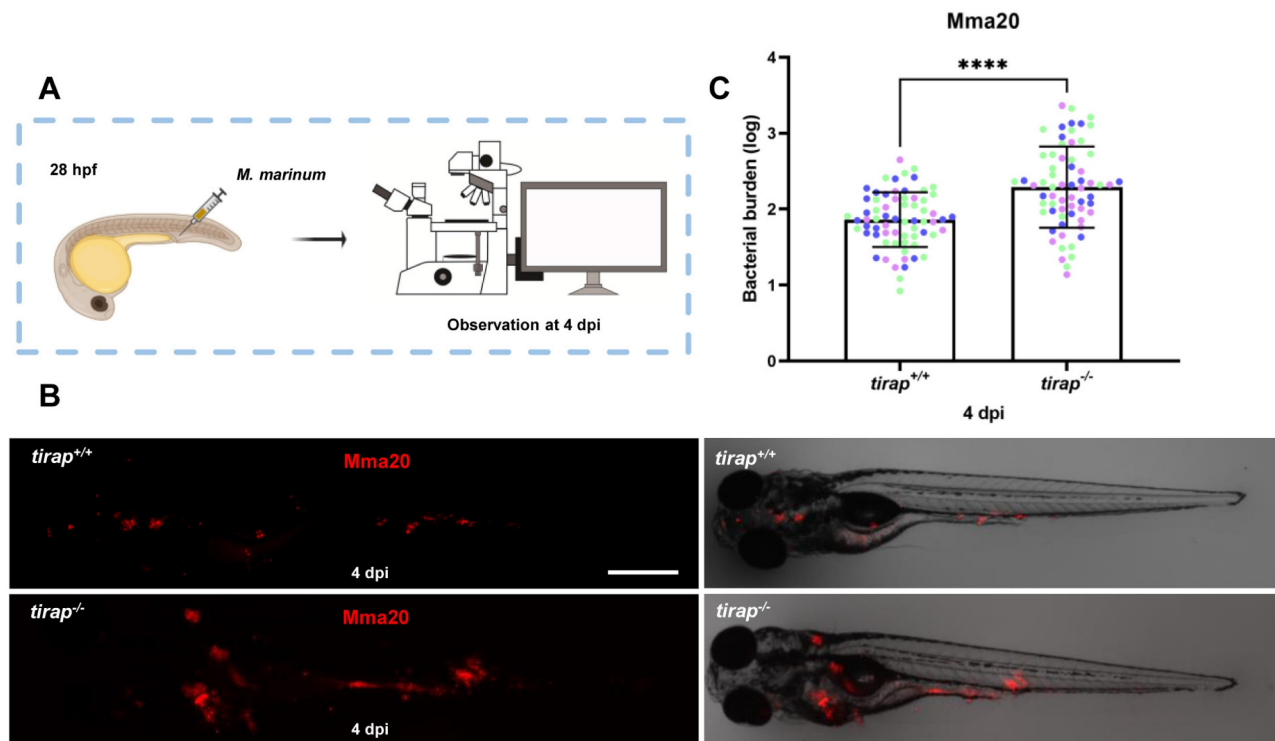 A
28 hpf
M. marinum
Observation at 4 dpi
C
Mma20
****
Bacterial burden (log)
4
3
2
1
0
tirap+/+
tirap-/-
4 dpi
B
tirap+/+
Mma20
4 dpi
tirap+/+
tirap-/-
Mma20
4 dpi
tirap-/-